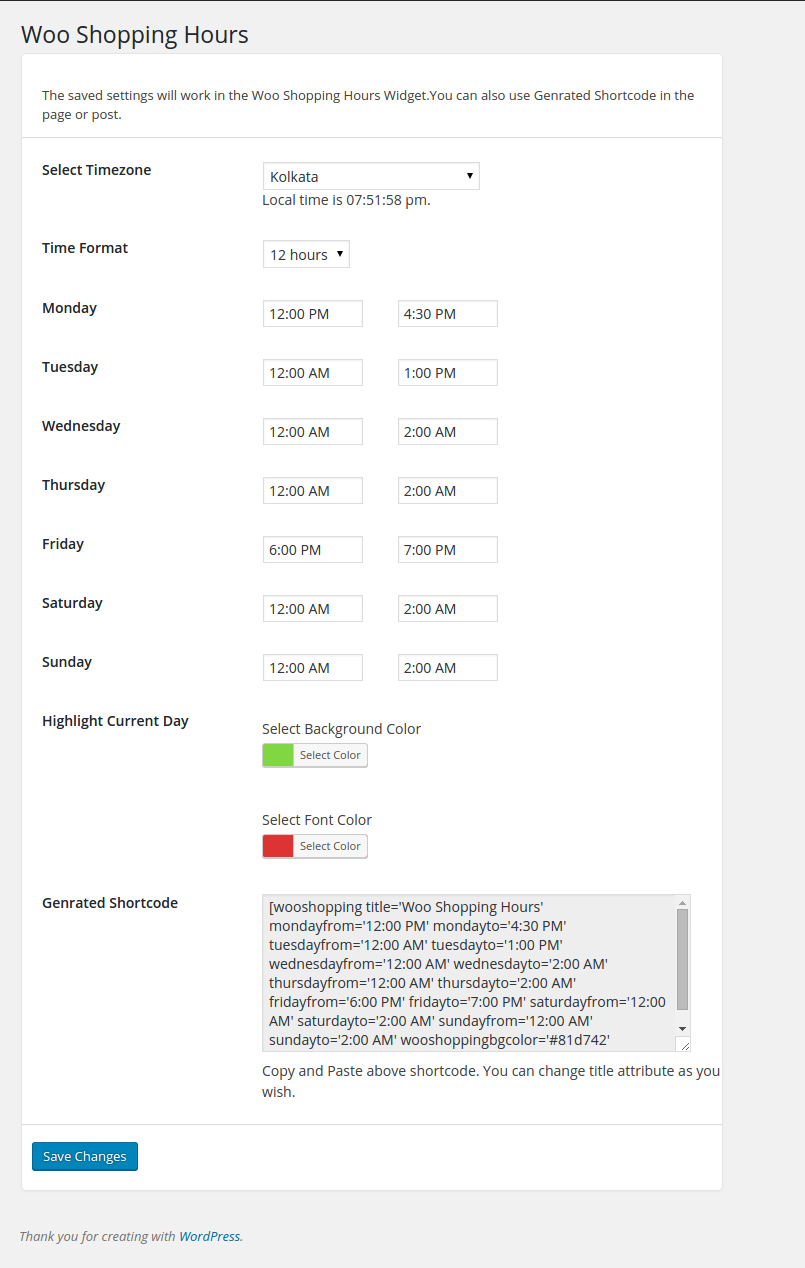 Woo Shopping Hours
The saved settings will work in the Woo Shopping Hours Widget.You can also use Genrated Shortcode in the
page or post.
Select Timezone
Kolkata
Local time is 07:51:58 pm.
Time Format
12 hours
Monday 12:00 PM 4:30 PM
Tuesday 12:00 AM 1:00 PM
Wednesday 12:00 AM 2:00 AM
Thursday 12:00 AM 2:00 AM
Friday 6:00 PM 7:00 PM
Saturday 12:00 AM 2:00 AM
Sunday 12:00 AM 2:00 AM
Highlight Current Day
Select Background Color
Select Color
Select Font Color
Select Color
Genrated Shortcode
[wooshopping title='Woo Shopping Hours'
mondayfrom='12:00 PM' mondayto='4:30 PM'
tuesdayfrom='12:00 AM' tuesdayto='1:00 PM'
wednesdayfrom='12:00 AM' wednesdayto='2:00 AM'
thursdayfrom='12:00 AM' thursdayto='2:00 AM'
fridayfrom='6:00 PM' fridayto='7:00 PM' saturdayfrom='12:00
AM' saturdayto='2:00 AM' sundayfrom='12:00 AM'
sundayto='2:00 AM' wooshoppingbgcolor='#81d742'
Copy and Paste above shortcode. You can change title attribute as you
wish.
Save Changes
Thank you for creating with WordPress.